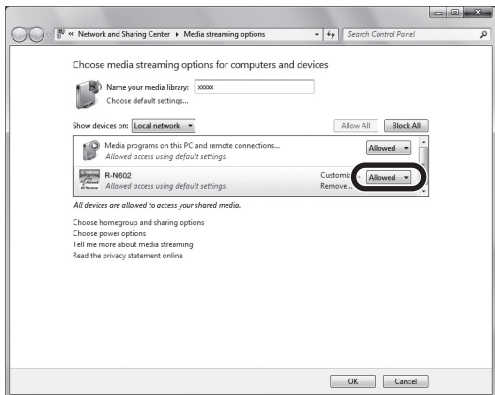 « Network and Sharing Center ▸ Media streaming options
Search Control Panel
Choose media streaming options for computers and devices
Name your media library: xxxxx
Choose default settings...
Show devices on: Local network
Allow All
Block All
Media programs on this PC and remote connections...
Allowed access using default settings.
Allowed
YAMAHA
R-N602
Allowed access using default settings.
Customiz...
Remove...
Allowed
All devices are allowed to access your shared media.
Choose homegroup and sharing options
Choose power options
Tell me more about media streaming
Read the privacy statement online
OK
Cancel